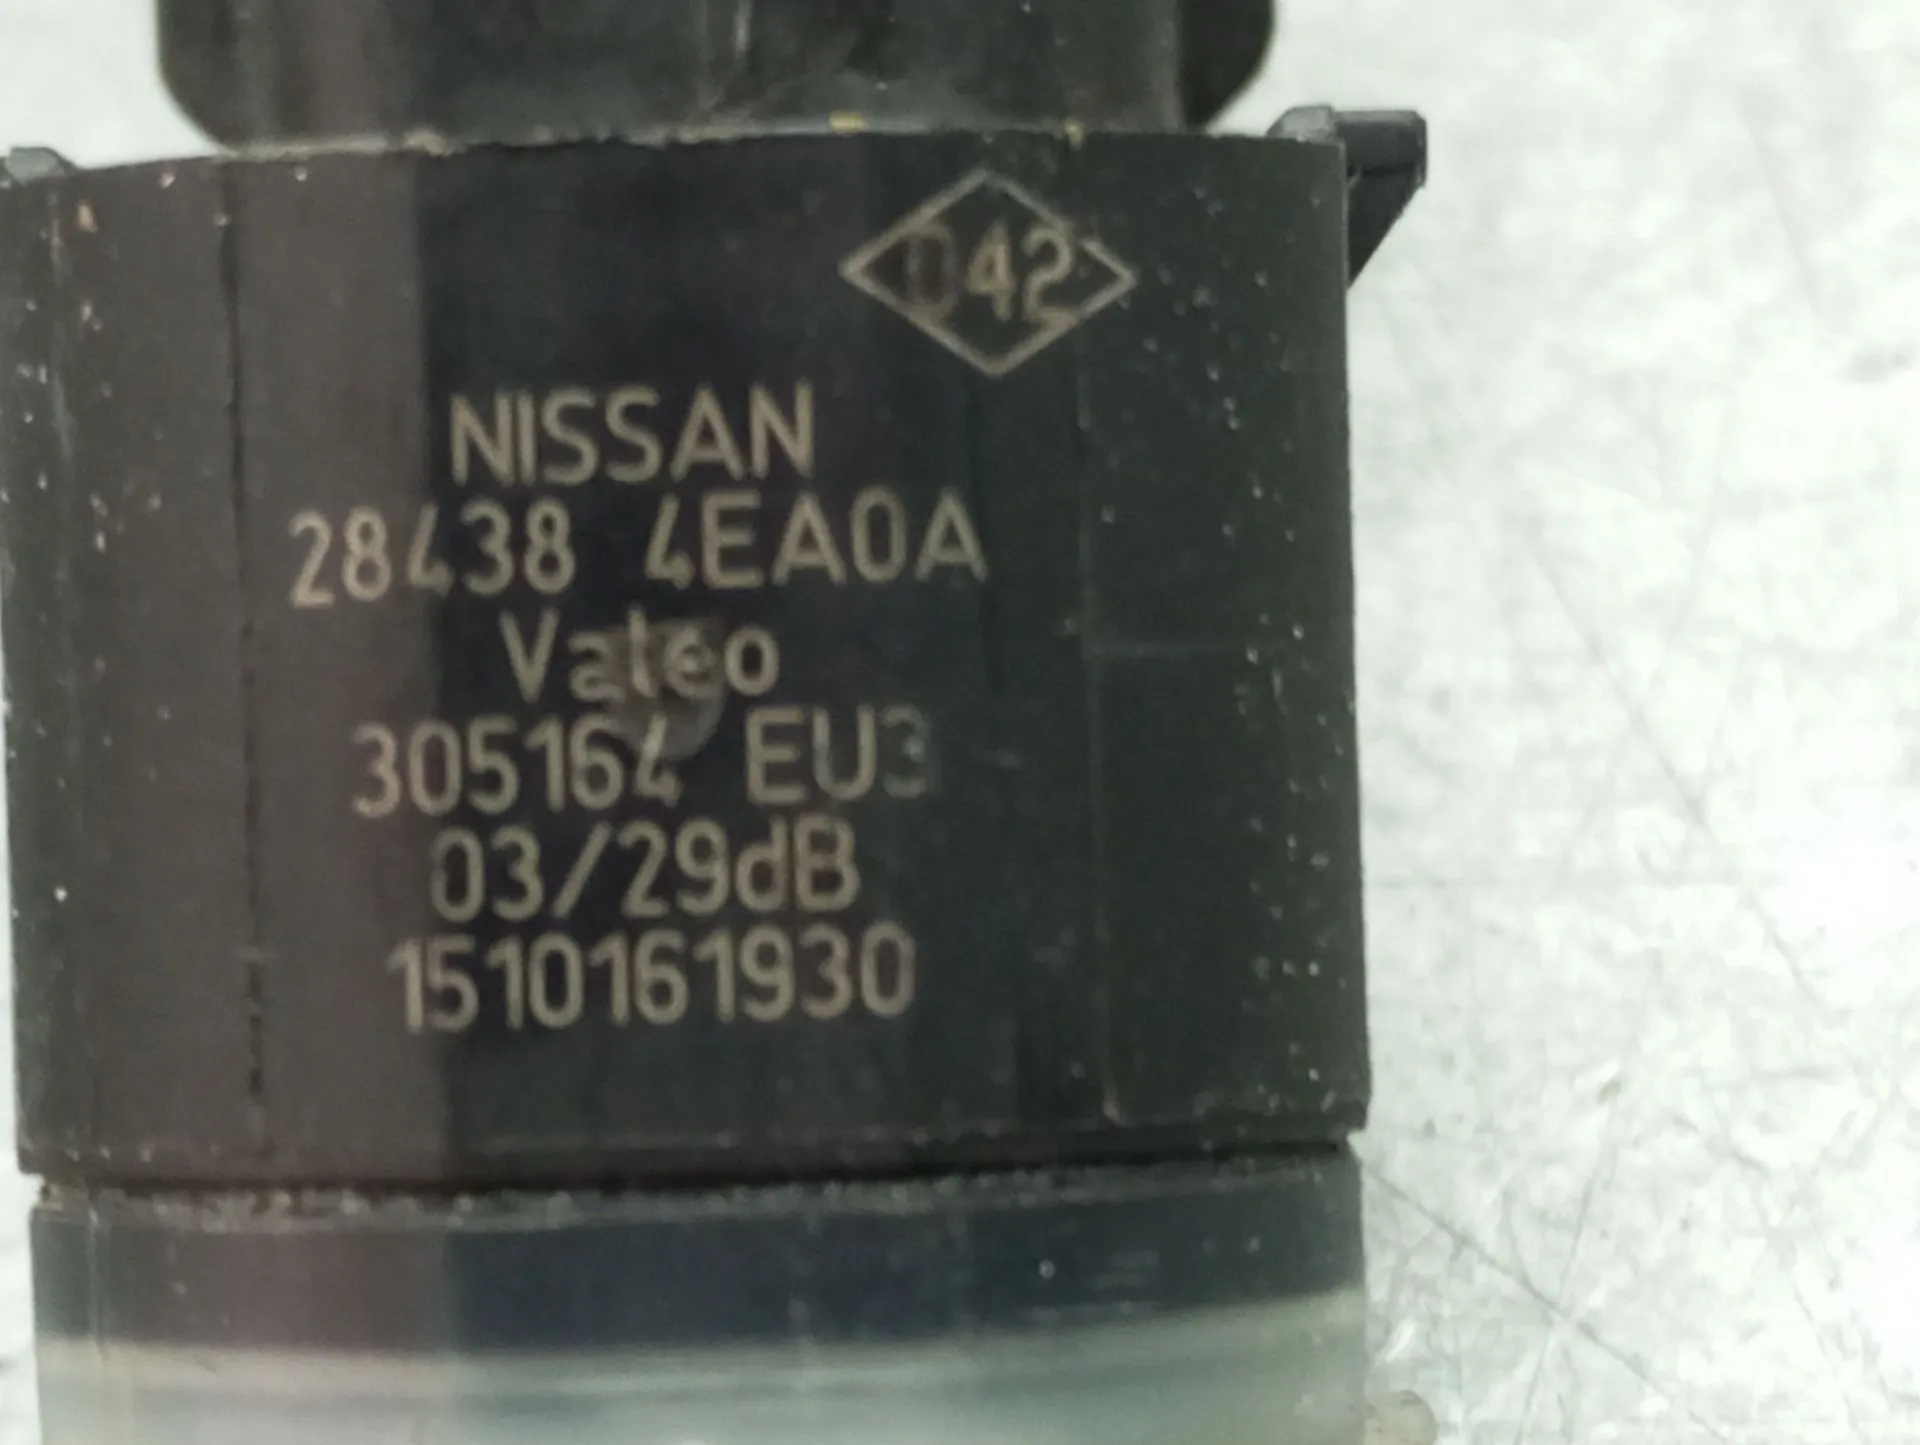 D42
NISSAN
28438 4EA0A
Valeo
305164 EU3
03/29dB
1510161930